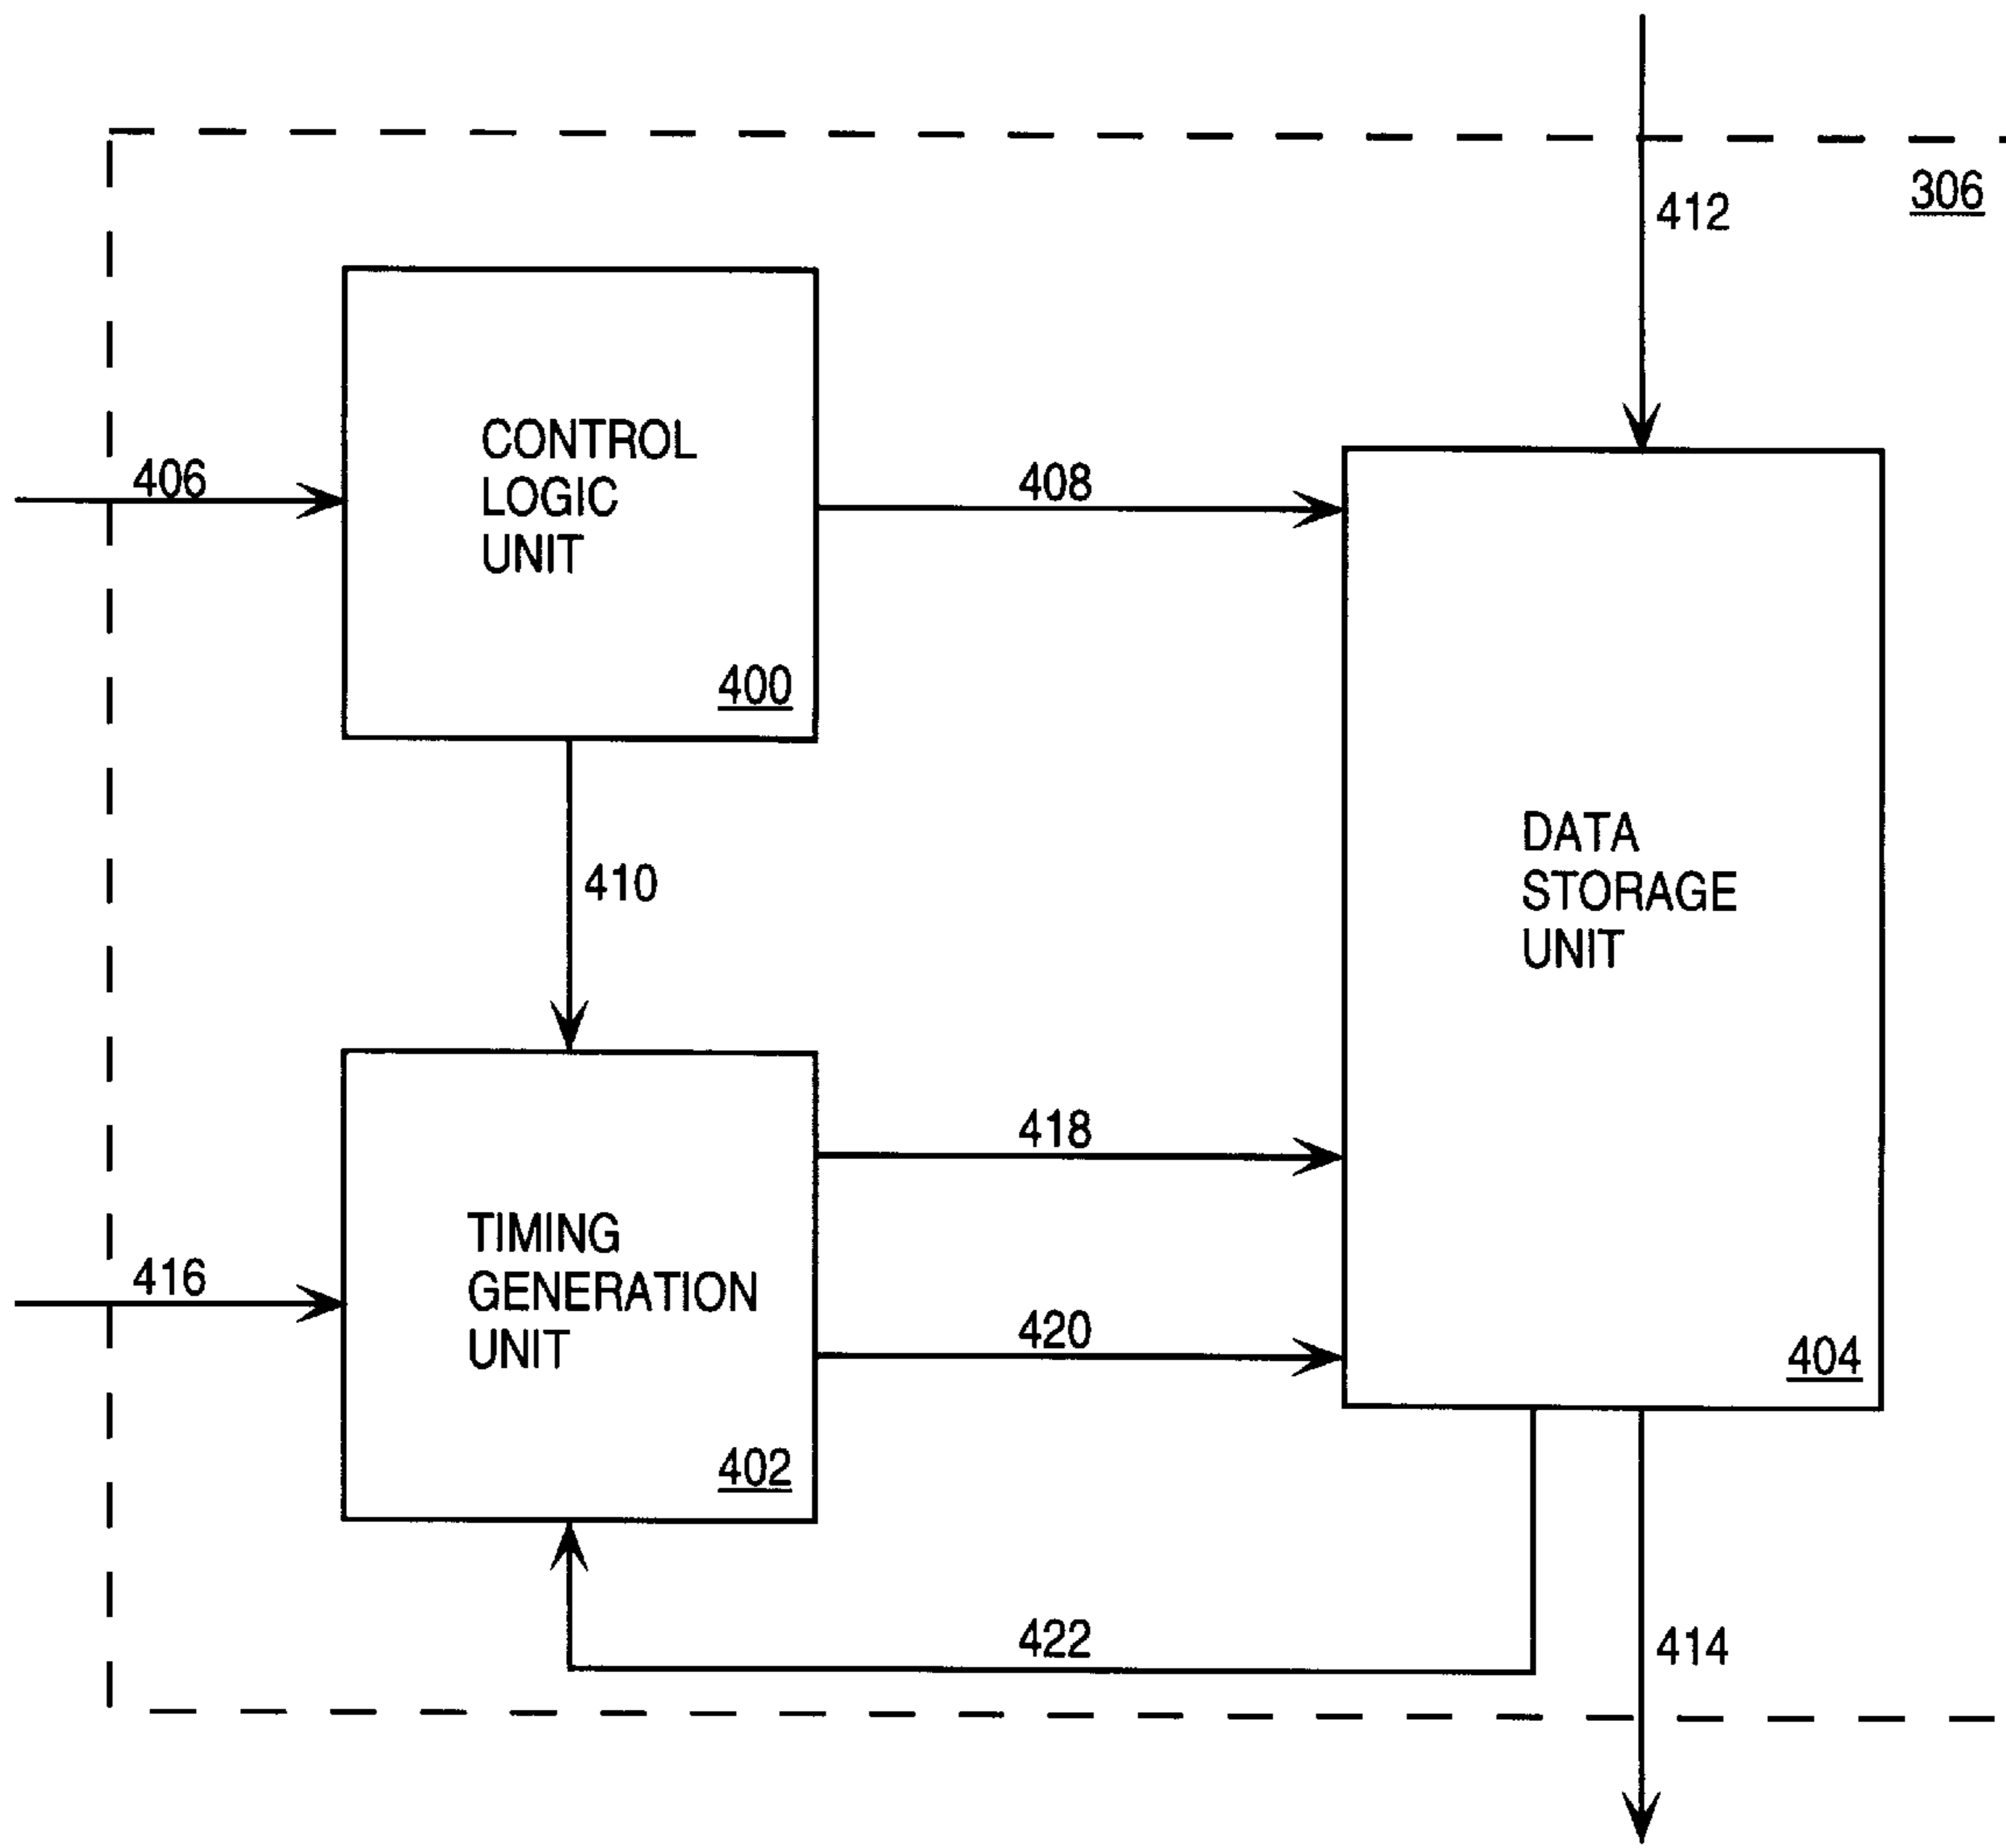 306
412
CONTROL
LOGIC
UNIT
400
406
408
410
DATA
STORAGE
UNIT
404
418
TIMING
GENERATION
UNIT
402
416
420
422
414